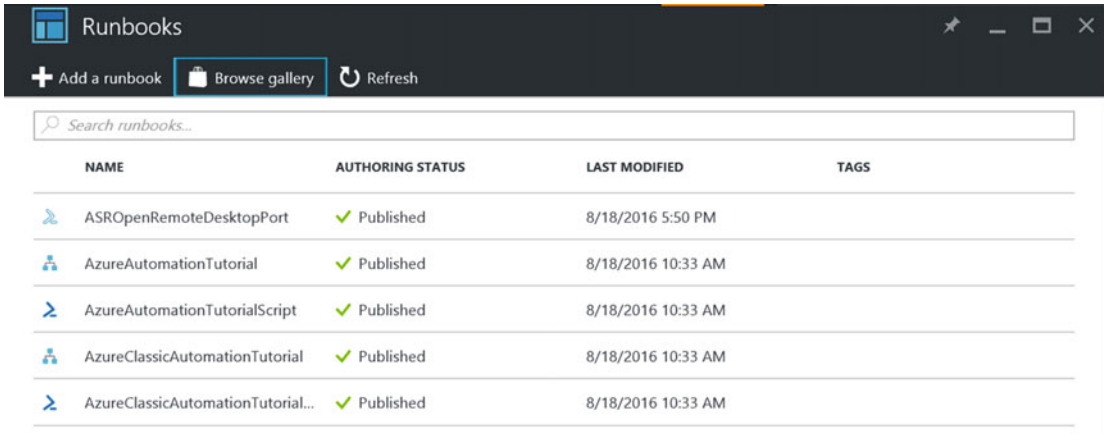 Runbooks
Add a runbook Browse gallery Refresh
Search runbooks...
NAME AUTHORING STATUS LAST MODIFIED TAGS
ASROpenRemoteDesktopPort Published 8/18/2016 5:50 PM
AzureAutomationTutorial Published 8/18/2016 10:33 AM
AzureAutomationTutorialScript Published 8/18/2016 10:33 AM
AzureClassicAutomationTutorial Published 8/18/2016 10:33 AM
AzureClassicAutomationTutorial... Published 8/18/2016 10:33 AM